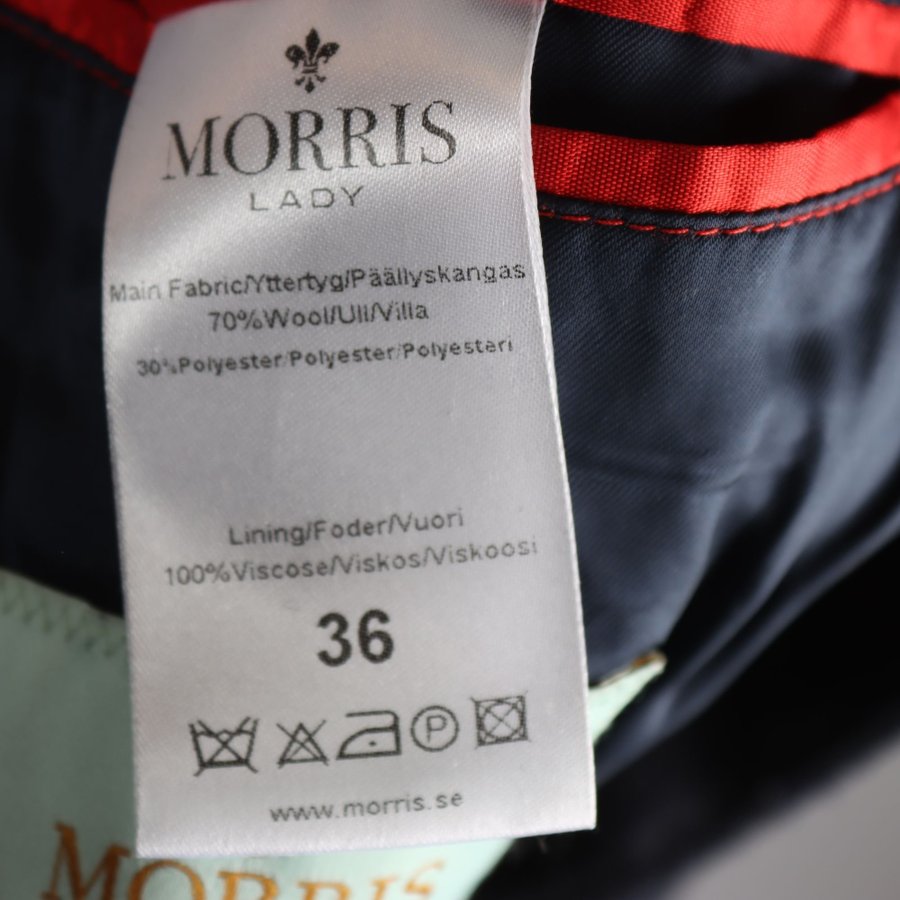 MORRIS
LADY
Main Fabric/Yttertyg/Päällyskangas
70%Wool/Ull/Villa
30%Polyester/Polyester/Polyesteri
Lining/Foder/Vuori
100%Viscose/Viskos/Viskoosi
36
P
www.morris.se
MORRIS